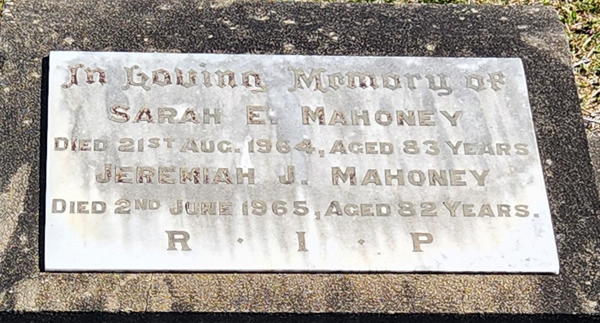 In Loving Memory of
SARAH E. MAHONEY
DIED 21ST AUG. 1964, AGED 83 YEARS
JEREMIAH J. MAHONEY
DIED 2ND JUNE 1965, AGED 82 YEARS.
R · I · P